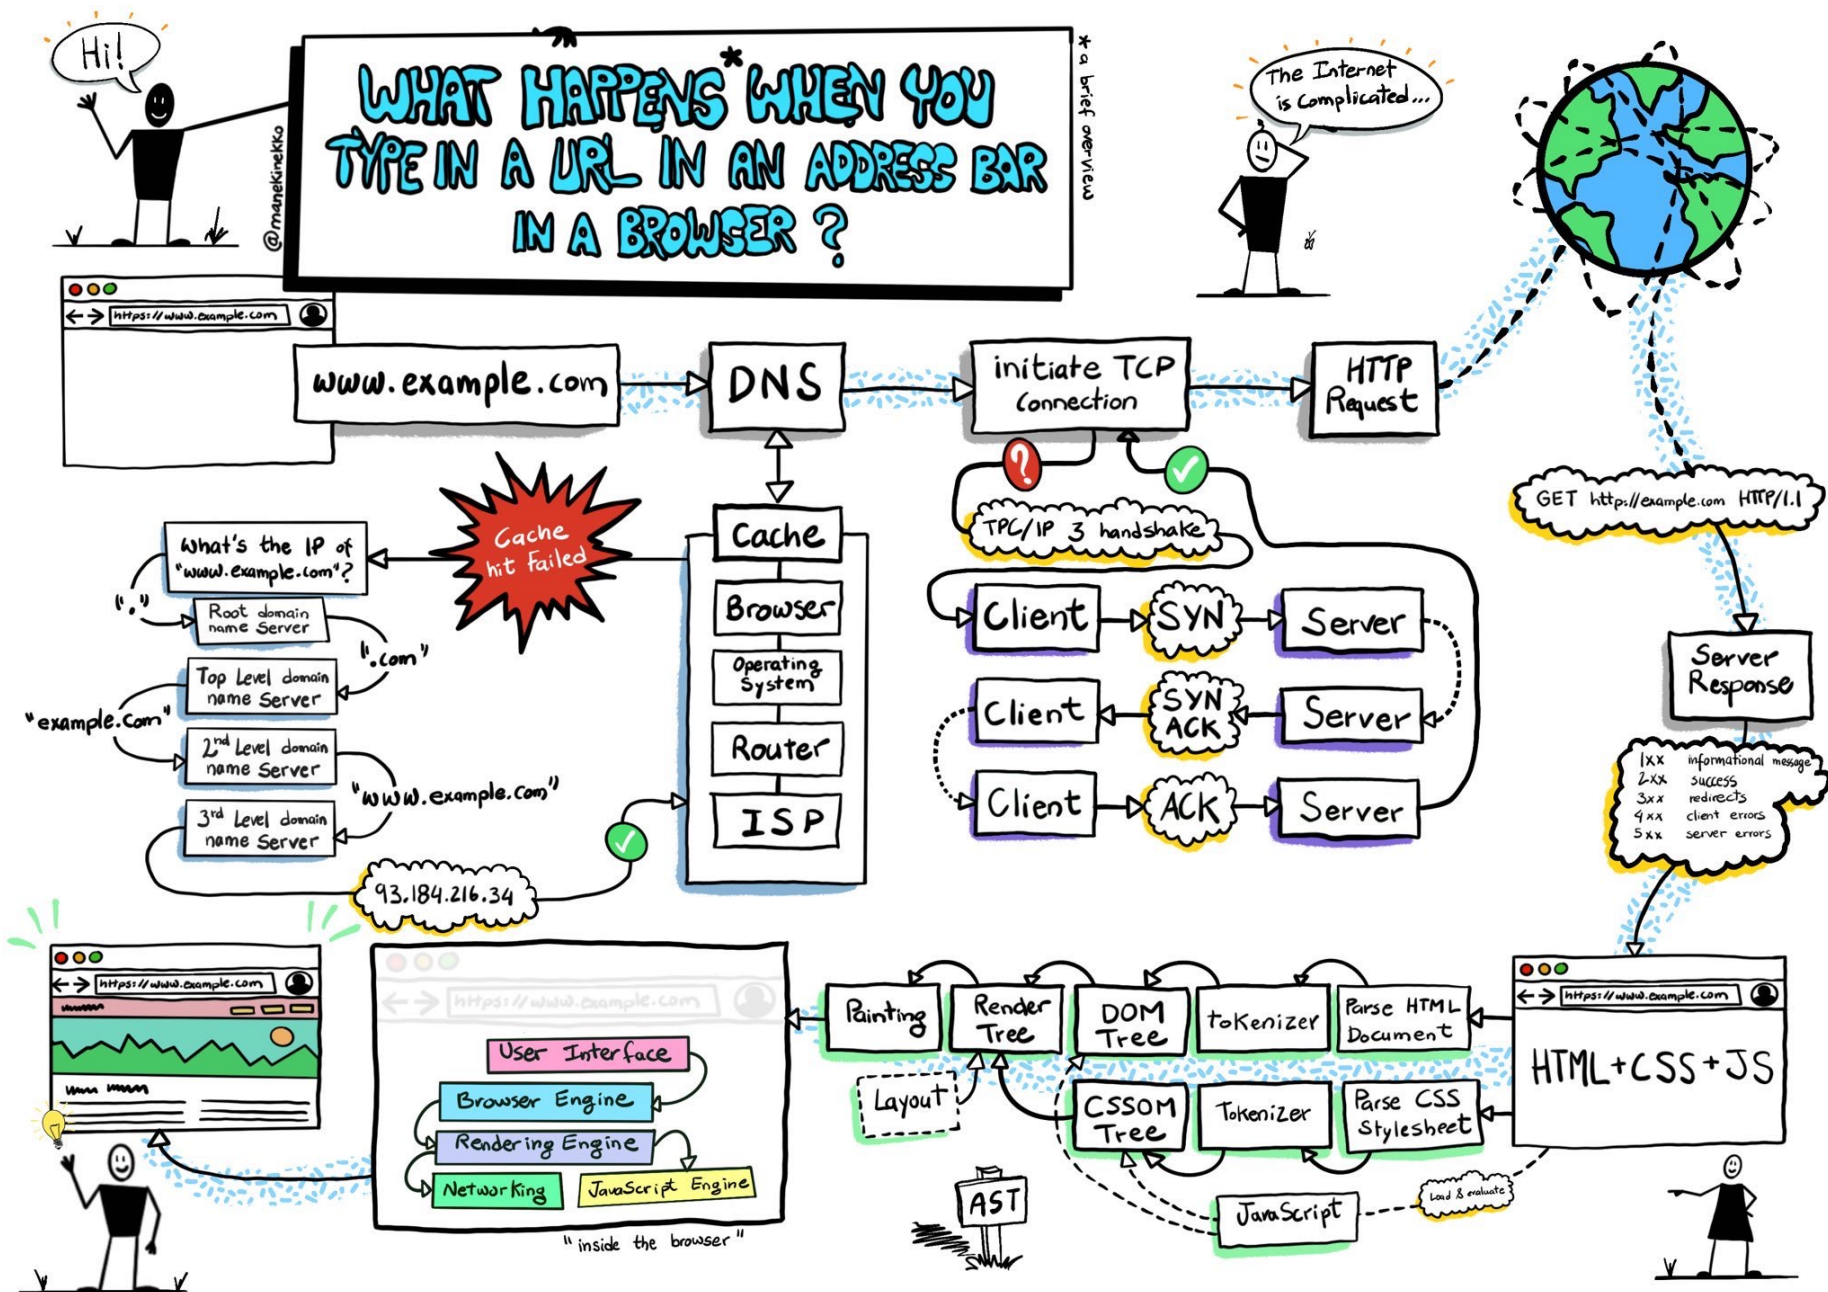 Hi!
WHAT HAPPENS* WHEN YOU
TYPE IN A URL IN AN ADDRESS BAR
IN A BROWSER ?
@manekinekko
* a brief overview
The Internet
is complicated...
https://www.example.com
www.example.com
DNS
initiate TCP
Connection
HTTP
Request
Cache
Browser
Operating
System
Router
ISP
Cache
hit Failed
What's the IP of
"www.example.com"?
"."
Root domain
name Server
".com"
Top Level domain
name Server
"example.com"
2nd Level domain
name Server
"www.example.com"
3rd Level domain
name Server
93.184.216.34
?
TPC/IP 3 handshake
Client
SYN
Server
Client
SYN
ACK
Server
Client
ACK
Server
GET http://example.com HTTP/1.1
Server
Response
1xx informational message
2xx success
3xx redirects
4xx client errors
5xx server errors
https://www.example.com
HTML+CSS+JS
Parse HTML
Document
tokenizer
DOM
Tree
Render
Tree
Painting
Layout
Parse CSS
Stylesheet
Tokenizer
CSSOM
Tree
Load & evaluate
JavaScript
AST
https://www.example.com
User Interface
Browser Engine
Rendering Engine
Networking
JavaScript Engine
"inside the browser"
https://www.example.com